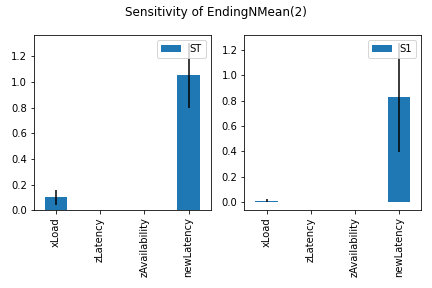 Sensitivity of EndingNMean(2)
ST
1.2
1.0
0.8
0.6
0.4
0.2
0.0
xLoad
zLatency
zAvailability
newLatency
S1
1.2
1.0
0.8
0.6
0.4
0.2
0.0
xLoad
zLatency
zAvailability
newLatency